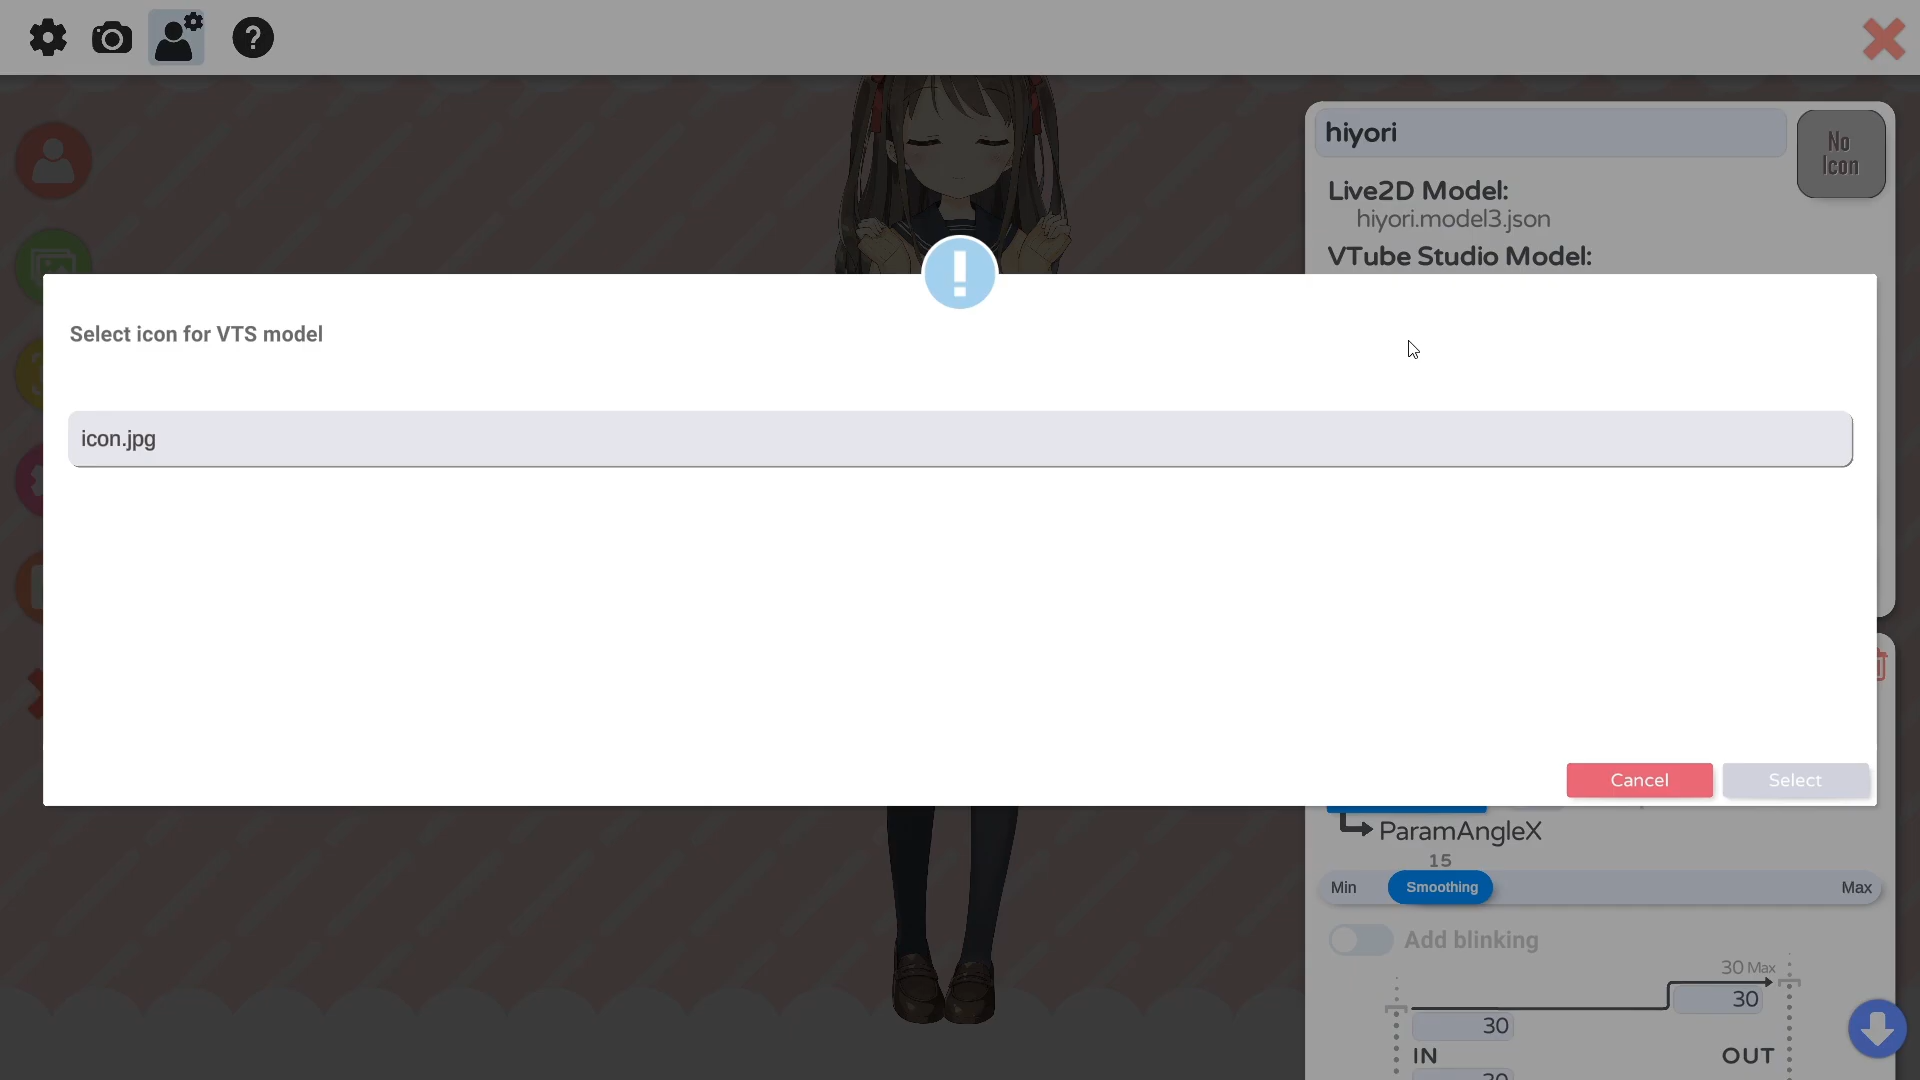 hiyori
No
Icon
Live2D Model:
hiyori.model3.json
VTube Studio Model:
Select icon for VTS model
icon.jpg
Cancel
Select
ParamAngleX
15
Min
Smoothing
Max
Add blinking
30 Max
30
30
IN
OUT